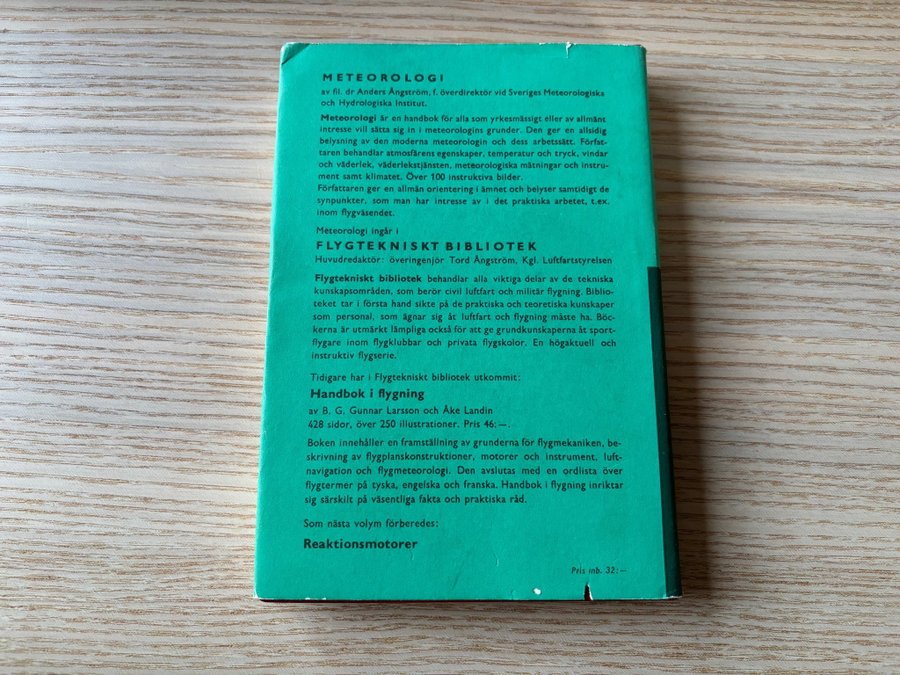 METEOROLOGI
av fil. dr Anders Ångström, f. överdirektör vid Sveriges Meteorologiska
och Hydrologiska Institut.
Meteorologi är en handbok för alla som yrkesmässigt eller av allmänt
intresse vill sätta sig in i meteorologins grunder. Den ger en allsidig
belysning av den moderna meteorologin och dess arbetssätt. Förfat-
taren behandlar atmosfärens egenskaper, temperatur och tryck, vindar
och väderlek, väderlekstjänsten, meteorologiska mätningar och instru-
ment samt klimatet. Över 100 instruktiva bilder.
Författaren ger en allmän orientering i ämnet och belyser samtidigt de
synpunkter, som man har intresse av i det praktiska arbetet, t.ex.
inom flygväsendet.
Meteorologi ingår i
FLYGTEKNISKT BIBLIOTEK
Huvudredaktör: överingenjör Tord Ångström, Kgl. Luftfartstyrelsen
Flygtekniskt bibliotek behandlar alla viktiga delar av de tekniska
kunskapsområden, som berör civil luftfart och militär flygning. Biblio-
teket tar i första hand sikte på de praktiska och teoretiska kunskaper
som personal, som ägnar sig åt luftfart och flygning måste ha. Böc-
kerna är utmärkt lämpliga också för att ge grundkunskaperna åt sport-
flygare inom flygklubbar och privata flygskolor. En högaktuell och
instruktiv flygserie.
Tidigare har i Flygtekniskt bibliotek utkommit:
Handbok i flygning
av B. G. Gunnar Larsson och Åke Landin
428 sidor, över 250 illustrationer. Pris 46:—.
Boken innehåller en framställning av grunderna för flygmekaniken, be-
skrivning av flygplanskonstruktioner, motorer och instrument, luft-
navigation och flygmeteorologi. Den avslutas med en ordlista över
flygtermer på tyska, engelska och franska. Handbok i flygning inriktar
sig särskilt på väsentliga fakta och praktiska råd.
Som nästa volym förberedes:
Reaktionsmotorer
Pris inb. 32:—